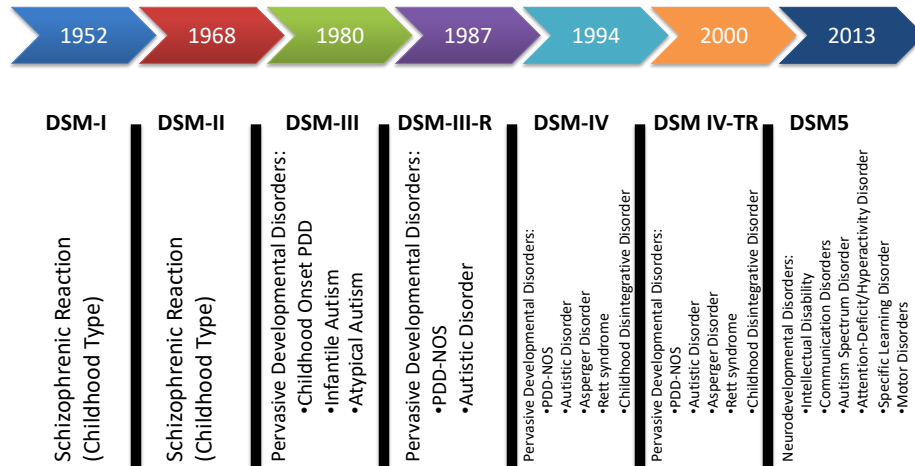 1952
1968
1980
1987
1994
2000
2013
DSM-I
DSM-II
DSM-III
DSM-III-R
DSM-IV
DSM IV-TR
DSM5
Schizophrenic Reaction
(Childhood Type)
Schizophrenic Reaction
(Childhood Type)
Pervasive Developmental Disorders:
•Childhood Onset PDD
•Infantile Autism
•Atypical Autism
Pervasive Developmental Disorders:
•PDD-NOS
•Autistic Disorder
Pervasive Developmental Disorders:
•PDD-NOS
•Autistic Disorder
•Asperger Disorder
•Rett syndrome
•Childhood Disintegrative Disorder
Pervasive Developmental Disorders:
•PDD-NOS
•Autistic Disorder
•Asperger Disorder
•Rett syndrome
•Childhood Disintegrative Disorder
Neurodevelopmental Disorders:
•Intellectual Disability
•Communication Disorders
•Autism Spectrum Disorder
•Attention-Deficit/Hyperactivity Disorder
•Specific Learning Disorder
•Motor Disorders